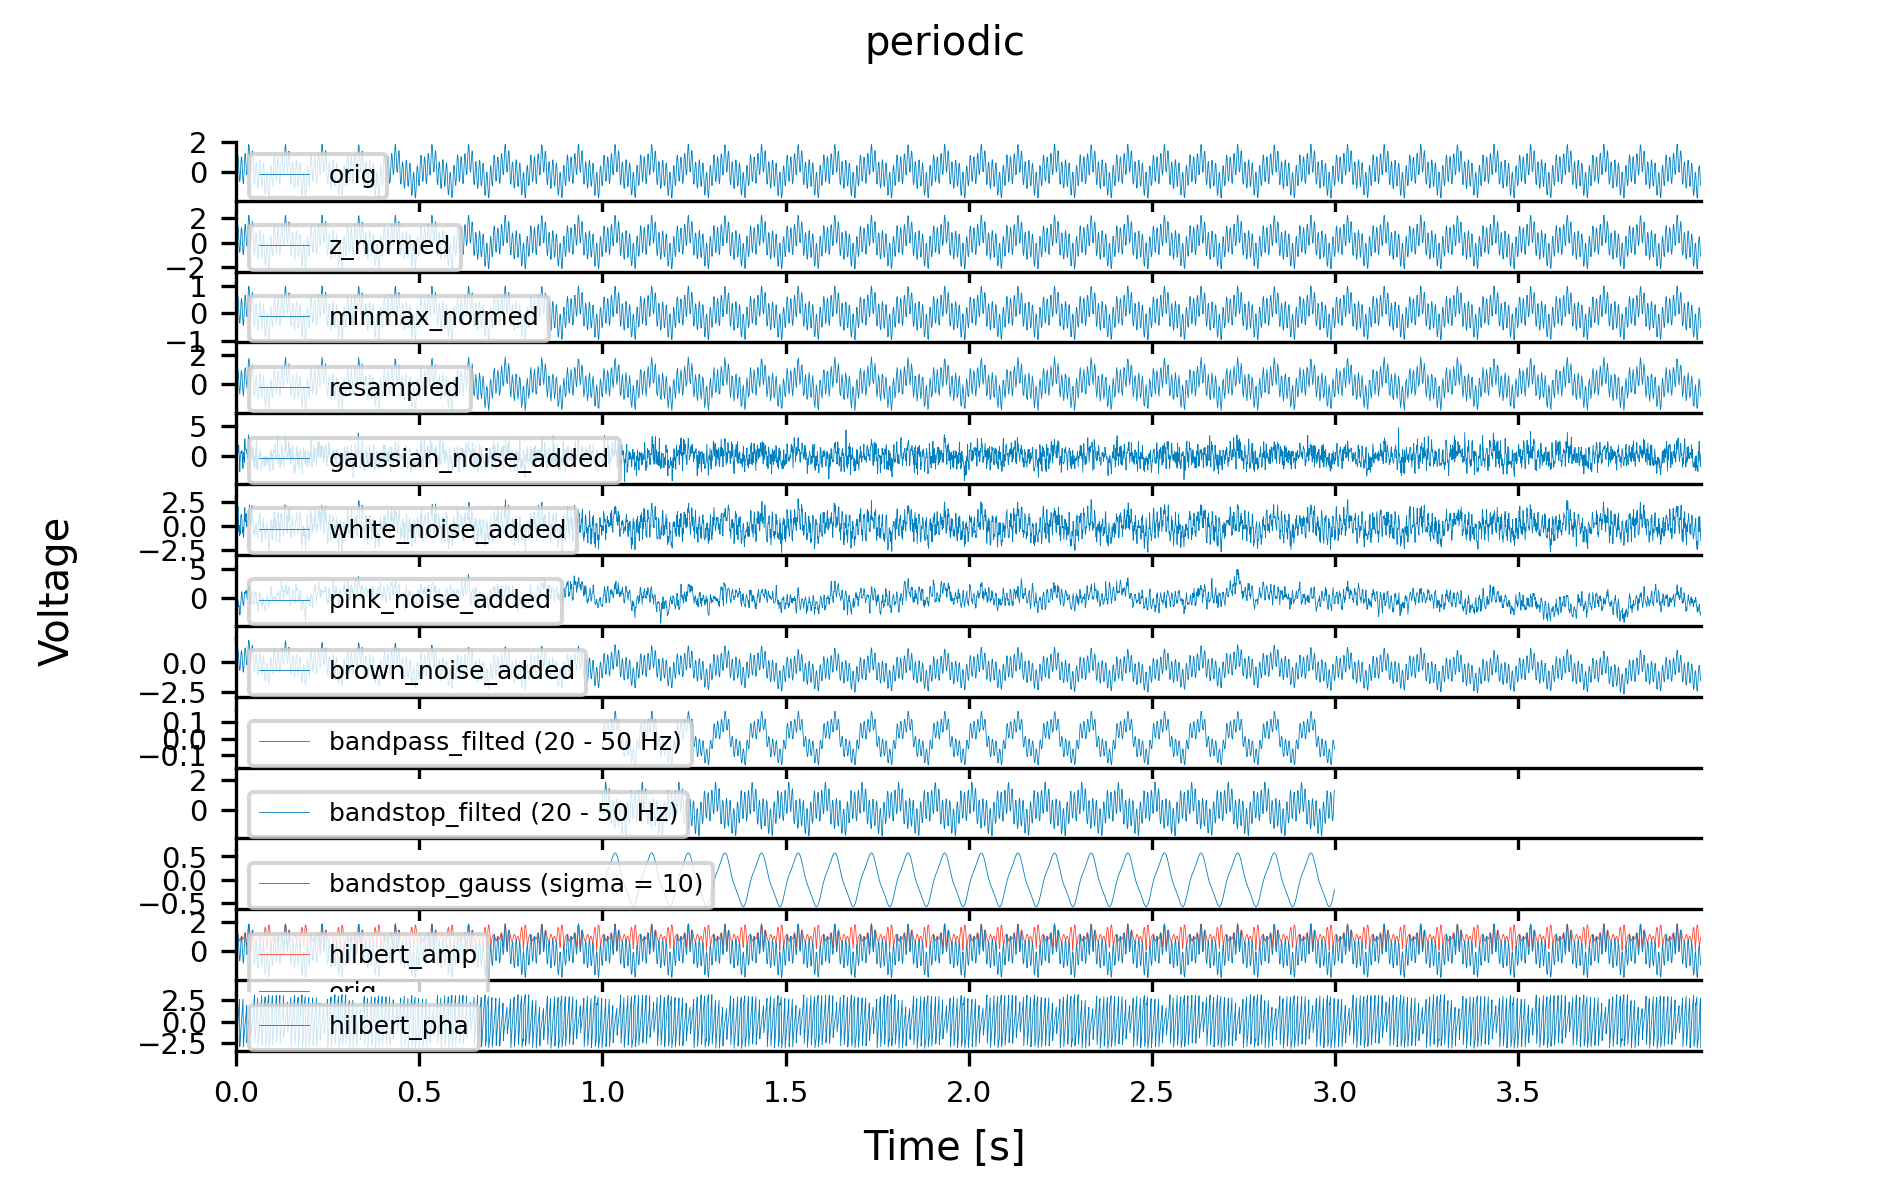 periodic
Voltage
2
0
orig
2
0
−2
z_normed
1
0
−1
minmax_normed
2
0
resampled
5
0
gaussian_noise_added
2.5
0.0
−2.5
white_noise_added
5
0
pink_noise_added
0.0
−2.5
brown_noise_added
0.1
0.0
−0.1
bandpass_filted (20 - 50 Hz)
2
0
bandstop_filted (20 - 50 Hz)
0.5
0.0
−0.5
bandstop_gauss (sigma = 10)
2
0
hilbert_amp
orig
2.5
0.0
−2.5
hilbert_pha
0.0 0.5 1.0 1.5 2.0 2.5 3.0 3.5
Time [s]